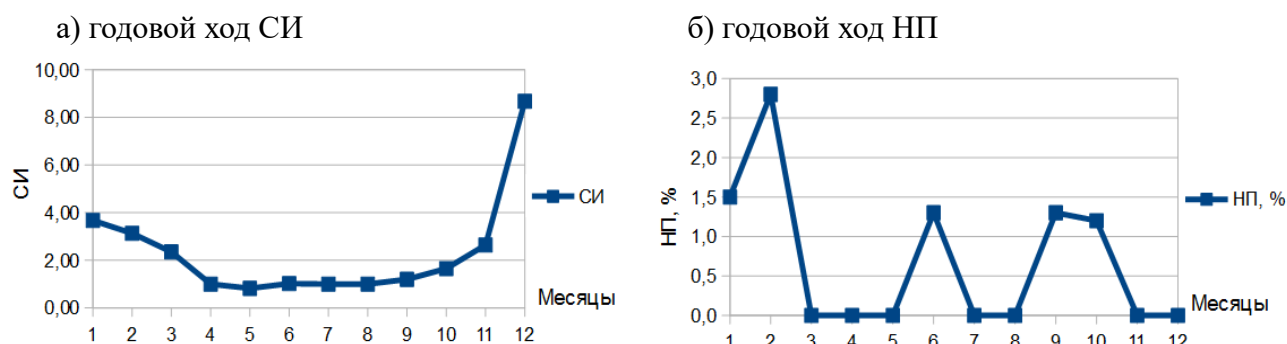 а) годовой ход СИ
10,00
8,00
6,00
4,00
2,00
0,00
СИ
СИ
Месяцы
1 2 3 4 5 6 7 8 9 10 11 12
б) годовой ход НП
3,0
2,5
2,0
1,5
1,0
0,5
0,0
НП, %
НП, %
Месяцы
1 2 3 4 5 6 7 8 9 10 11 12